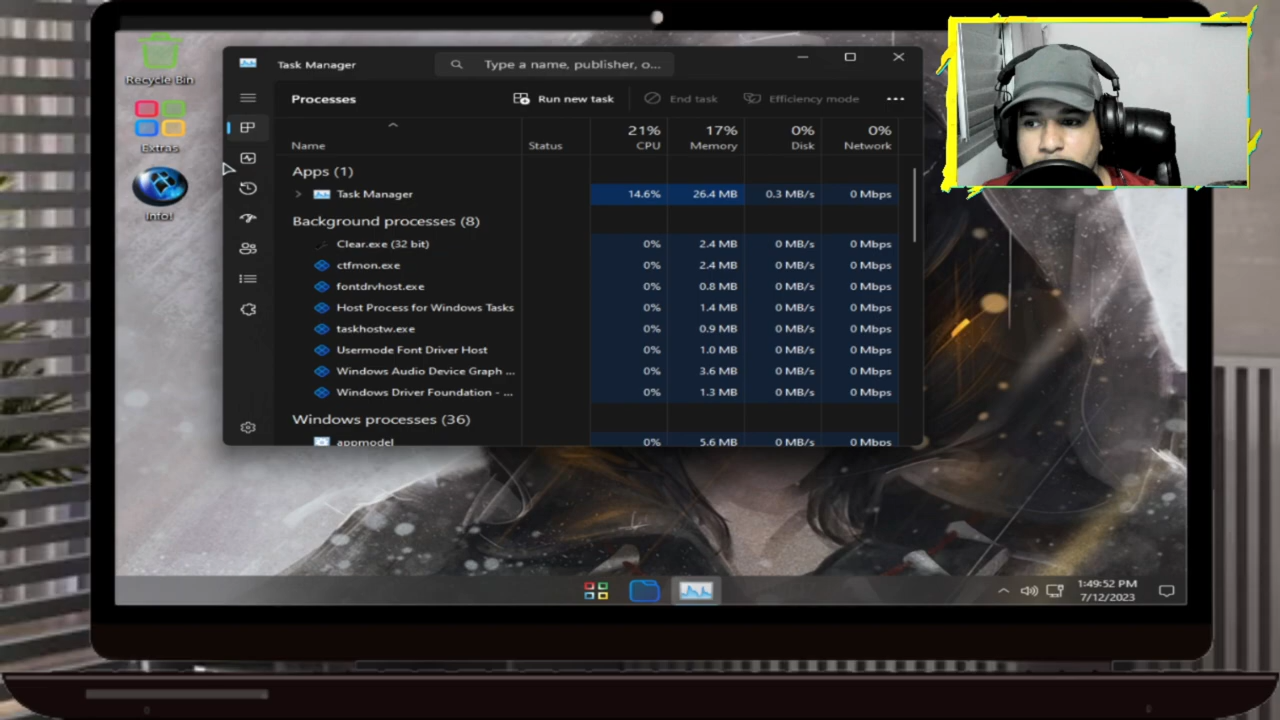 Recycle Bin
Extras
Info!
Task Manager
Type a name, publisher, o...
Processes
Run new task
End task
Efficiency mode
21% 17% 0% 0%
Name Status CPU Memory Disk Network
Apps (1)
Task Manager 14.6% 26.4 MB 0.3 MB/s 0 Mbps
Background processes (8)
Clear.exe (32 bit) 0% 2.4 MB 0 MB/s 0 Mbps
ctfmon.exe 0% 2.4 MB 0 MB/s 0 Mbps
fontdrvhost.exe 0% 0.8 MB 0 MB/s 0 Mbps
Host Process for Windows Tasks 0% 1.4 MB 0 MB/s 0 Mbps
taskhostw.exe 0% 0.9 MB 0 MB/s 0 Mbps
Usermode Font Driver Host 0% 1.0 MB 0 MB/s 0 Mbps
Windows Audio Device Graph ... 0% 3.6 MB 0 MB/s 0 Mbps
Windows Driver Foundation - ... 0% 1.3 MB 0 MB/s 0 Mbps
Windows processes (36)
appmodel 0% 5.6 MB 0 MB/s 0 Mbps
1:49:52 PM
7/12/2023